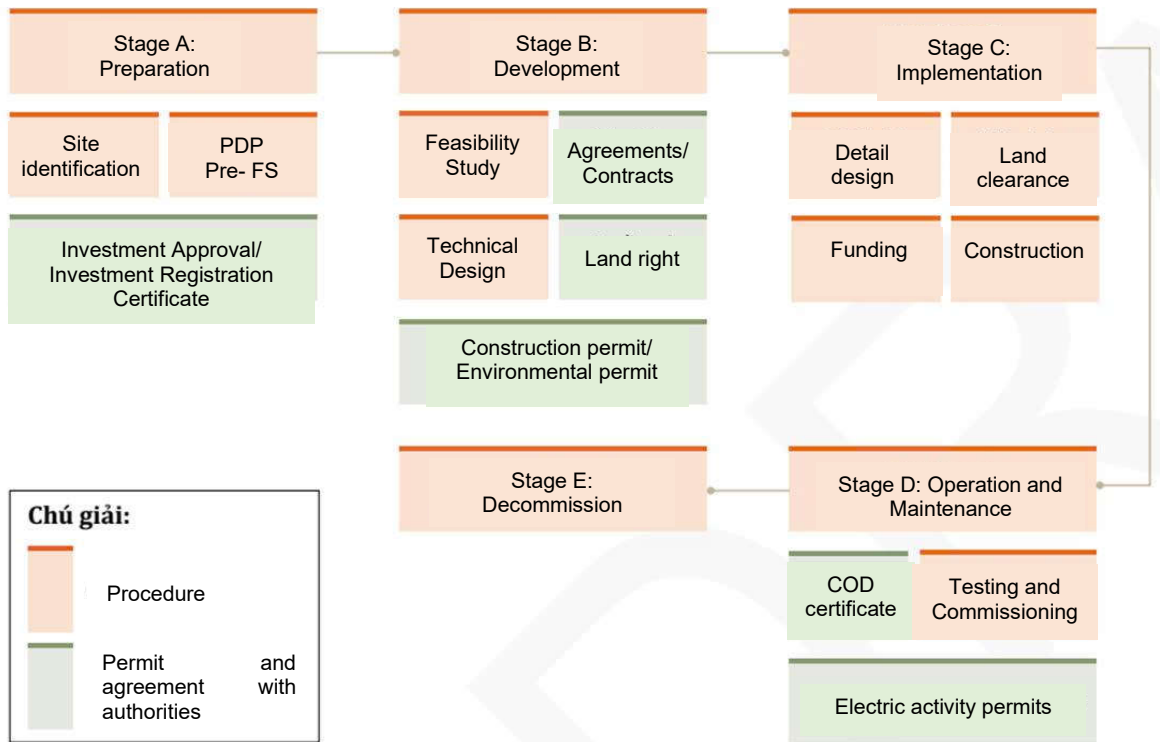 Stage A:
Preparation
Stage B:
Development
Stage C:
Implementation
Site
identification
PDP
Pre- FS
Feasibility
Study
Agreements/
Contracts
Detail
design
Land
clearance
Investment Approval/
Investment Registration
Certificate
Technical
Design
Land right
Funding
Construction
Construction permit/
Environmental permit
Stage E:
Decommission
Stage D: Operation and
Maintenance
Chú giải:
Procedure
Permit and
agreement with
authorities
COD
certificate
Testing and
Commissioning
Electric activity permits